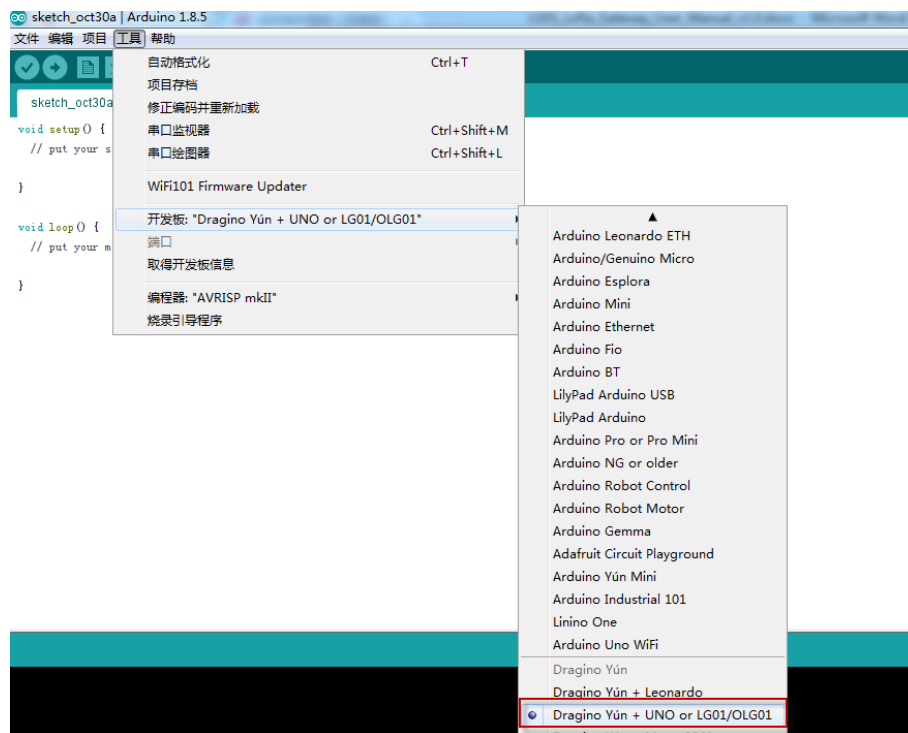 sketch_oct30a | Arduino 1.8.5
文件 编辑 项目 工具 帮助
sketch_oct30a
void setup() {
// put your s
}
void loop() {
// put your m
}
自动格式化 Ctrl+T
项目存档
修正编码并重新加载
串口监视器 Ctrl+Shift+M
串口绘图器 Ctrl+Shift+L
WiFi101 Firmware Updater
开发板: "Dragino Yún + UNO or LG01/OLG01"
端口
取得开发板信息
编程器: "AVRISP mkII"
烧录引导程序
Arduino Leonardo ETH
Arduino/Genuino Micro
Arduino Esplora
Arduino Mini
Arduino Ethernet
Arduino Fio
Arduino BT
LilyPad Arduino USB
LilyPad Arduino
Arduino Pro or Pro Mini
Arduino NG or older
Arduino Robot Control
Arduino Robot Motor
Arduino Gemma
Adafruit Circuit Playground
Arduino Yún Mini
Arduino Industrial 101
Linino One
Arduino Uno WiFi
Dragino Yún
Dragino Yún + Leonardo
Dragino Yún + UNO or LG01/OLG01